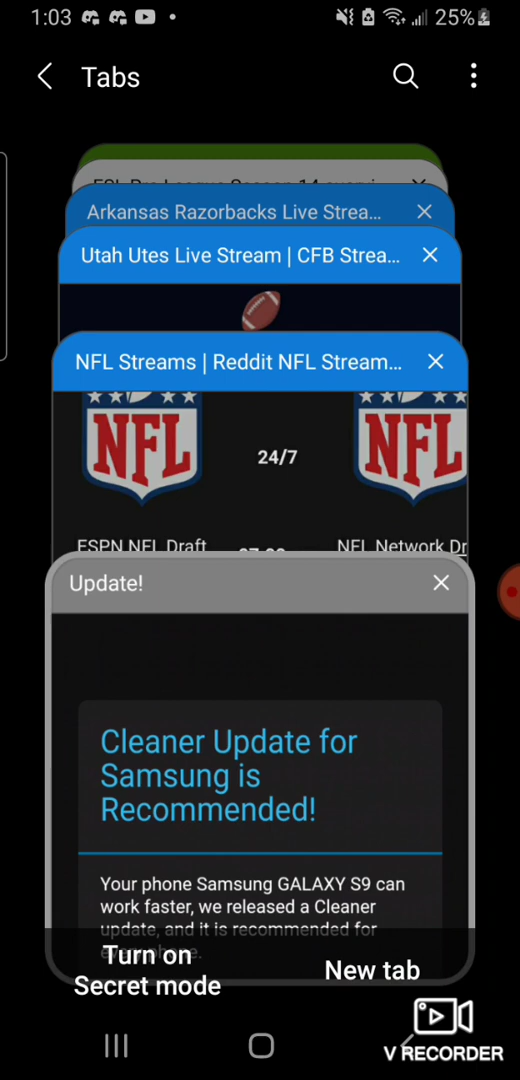 1:03 25%
Tabs
Arkansas Razorbacks Live Strea...
Utah Utes Live Stream | CFB Strea...
NFL Streams | Reddit NFL Stream...
NFL NFL
24/7
ESPN NFL Draft NFL Network Dr
Update!
Cleaner Update for
Samsung is
Recommended!
Your phone Samsung GALAXY S9 can
work faster, we released a Cleaner
update, and it is recommended for
Turn on
Secret mode
New tab
V RECORDER